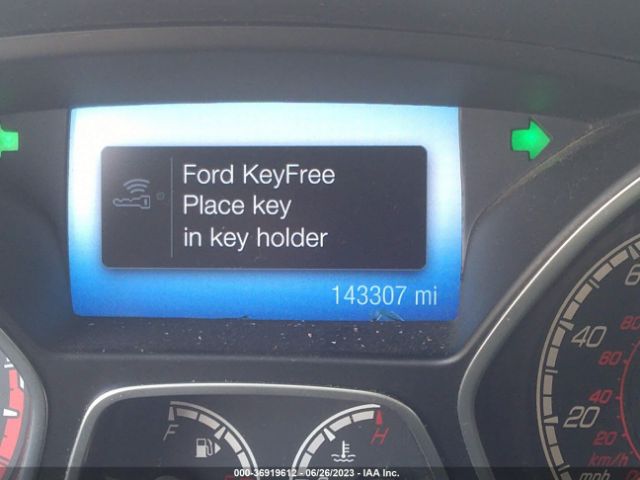 Ford KeyFree
Place key
in key holder
143307 mi
40
20
80
60
40
20
km/h
mph
F
H
000-36919612 - 06/26/2023 - IAA Inc.